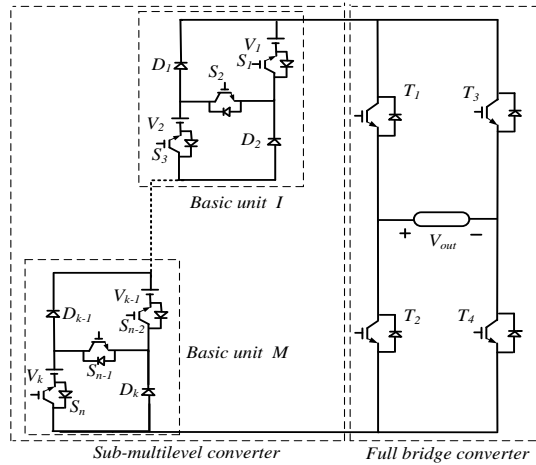 V1
D1
S1
S2
T1
T3
V2
D2
S3
Basic unit I
+ −
Vout
Vk-1
Dk-1
Sn-2
T2
T4
Basic unit M
Vk
Sn-1
Dk
Sn
Sub-multilevel converter
Full bridge converter